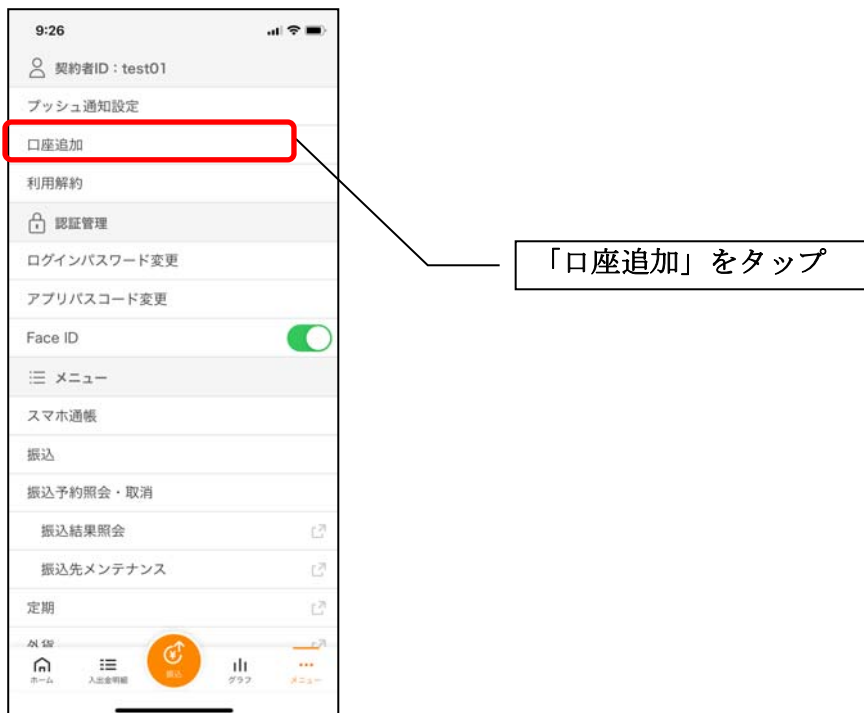 9:26
契約者ID：test01
プッシュ通知設定
口座追加
利用解約
認証管理
ログインパスワード変更
アプリパスコード変更
Face ID
メニュー
スマホ通帳
振込
振込予約照会・取消
振込結果照会
振込先メンテナンス
定期
外貨
ホーム
入出金明細
振込
グラフ
メニュー
「口座追加」をタップ